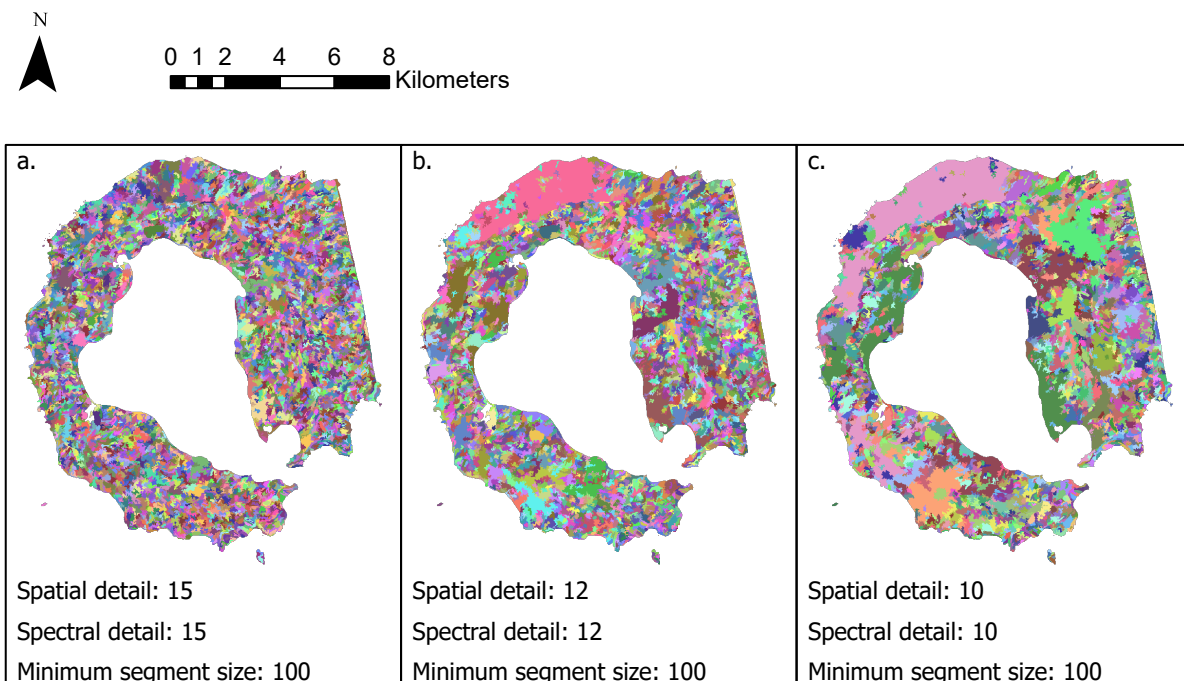 N
0 1 2 4 6 8
Kilometers
a.
b.
c.
Spatial detail: 15
Spectral detail: 15
Minimum segment size: 100
Spatial detail: 12
Spectral detail: 12
Minimum segment size: 100
Spatial detail: 10
Spectral detail: 10
Minimum segment size: 100